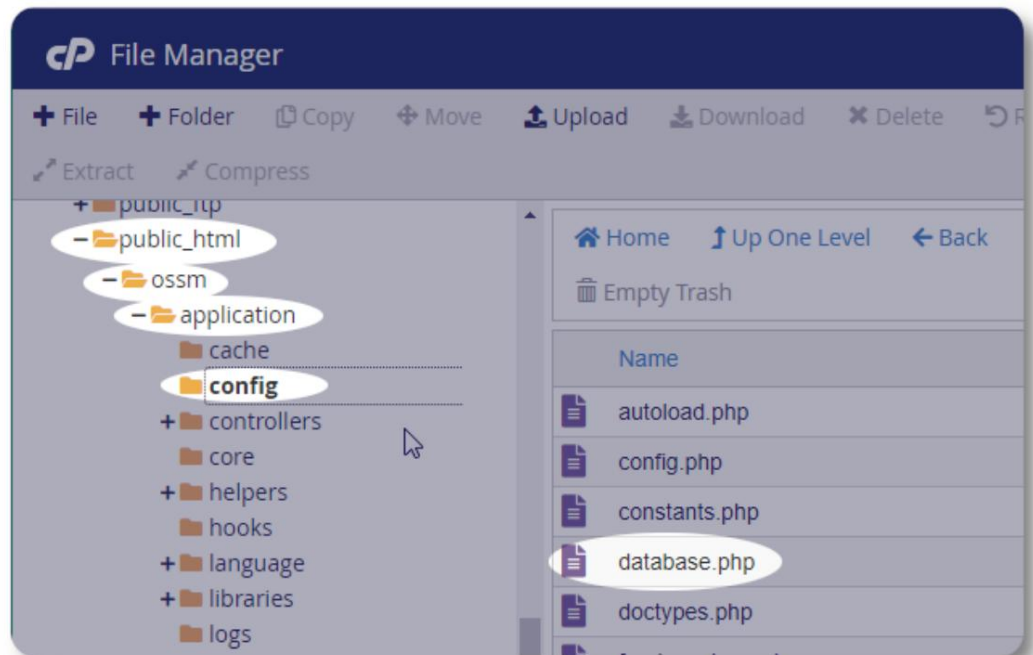 cP File Manager
File Folder Copy Move Upload Download Delete R
Extract Compress
public_ftp
public_html
ossm
application
cache
config
controllers
core
helpers
hooks
language
libraries
logs
Home Up One Level Back
Empty Trash
Name
autoload.php
config.php
constants.php
database.php
doctypes.php